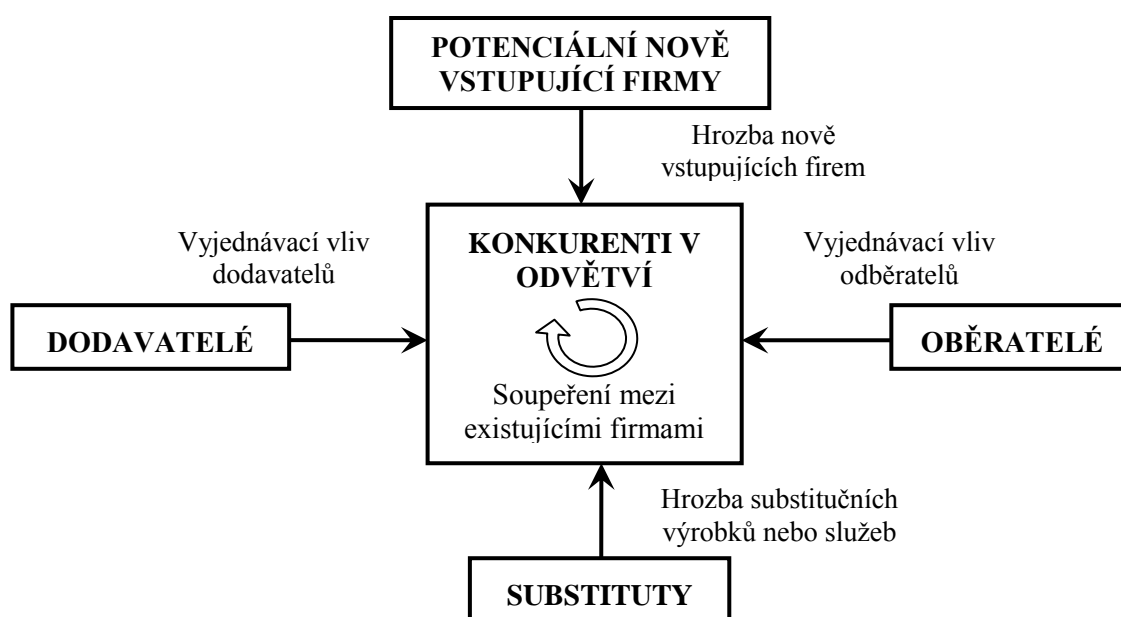 POTENCIÁLNÍ NOVĚ
VSTUPUJÍCÍ FIRMY
Hrozba nově
vstupujících firem
Vyjednávací vliv
dodavatelů
KONKURENTI V
ODVĚTVÍ
Vyjednávací vliv
odběratelů
DODAVATELÉ
OBĚRATELÉ
Soupeření mezi
existujícími firmami
Hrozba substitučních
výrobků nebo služeb
SUBSTITUTY